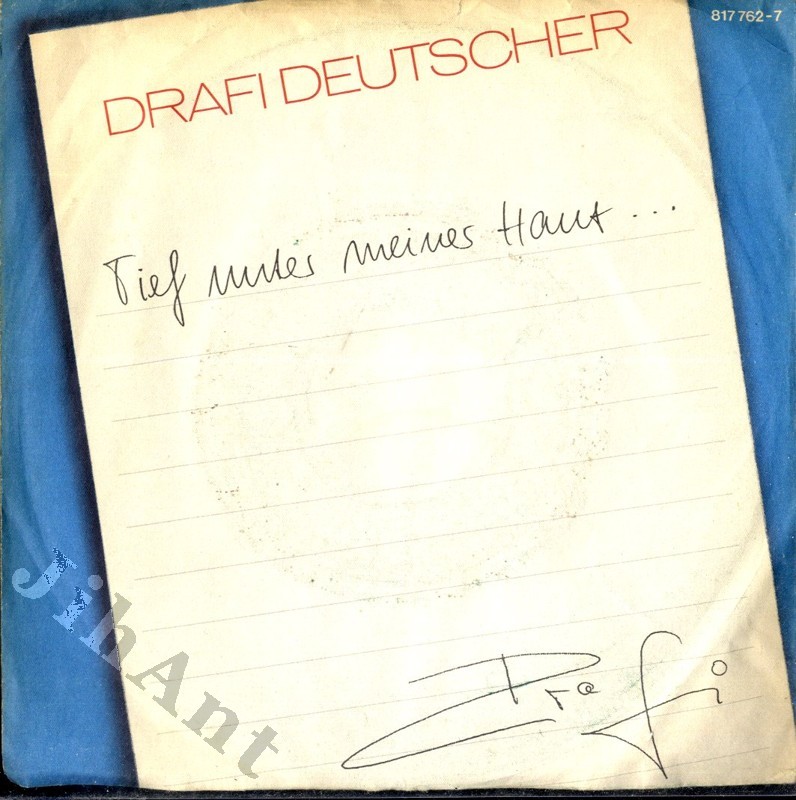 817 762-7
DRAFI DEUTSCHER
Tief unter meiner Haut...
Drafi
JihAnt